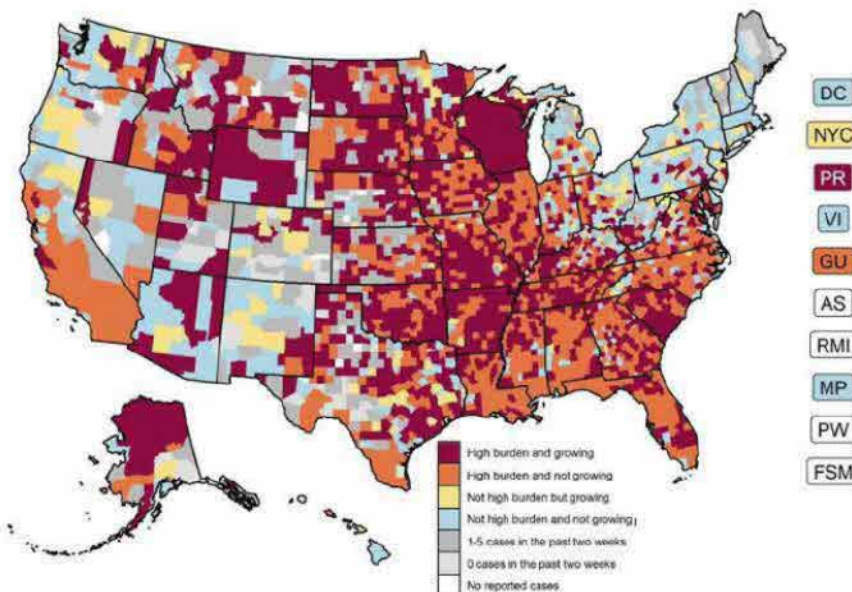 DC
NYC
PR
VI
GU
AS
RMI
MP
PW
FSM
High burden and growing
High burden and not growing
Not high burden but growing
Not high burden and not growing
1-5 cases in the past two weeks
0 cases in the past two weeks
No reported cases